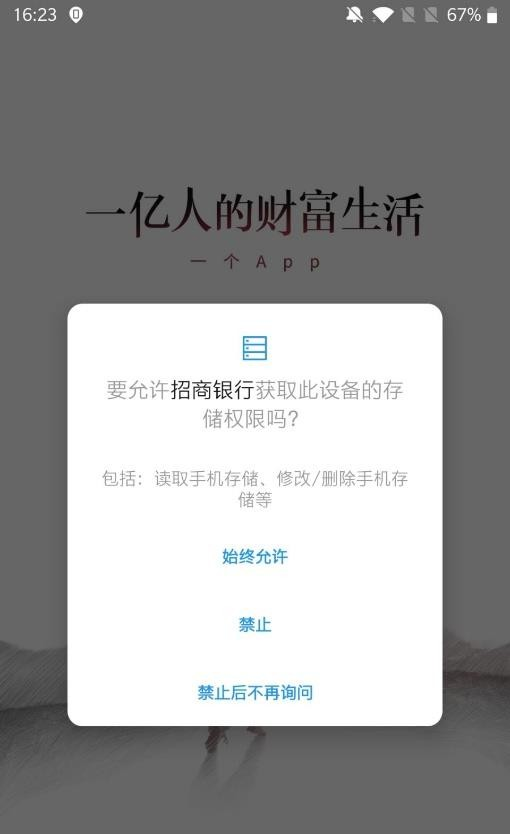 16:23
67%
一亿人的财富生活
一个App
要允许招商银行获取此设备的存
储权限吗？
包括：读取手机存储、修改/删除手机存
储等
始终允许
禁止
禁止后不再询问